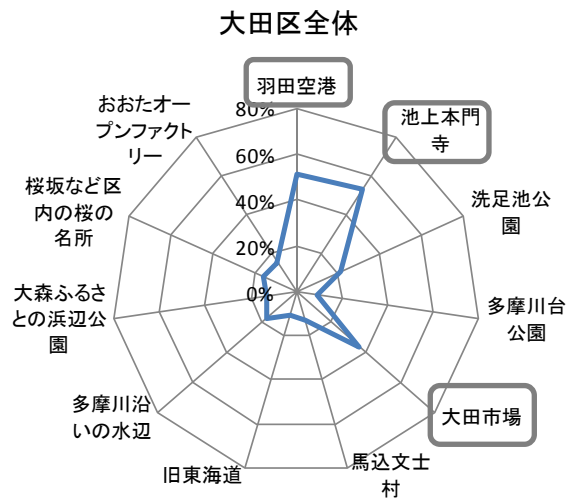 大田区全体
羽田空港
池上本門
寺
洗足池公
園
多摩川台
公園
大田市場
馬込文士
村
旧東海道
多摩川沿
いの水辺
大森ふるさ
との浜辺公
園
桜坂など区
内の桜の
名所
おおたオー
プンファクト
リー
80%
60%
40%
20%
0%